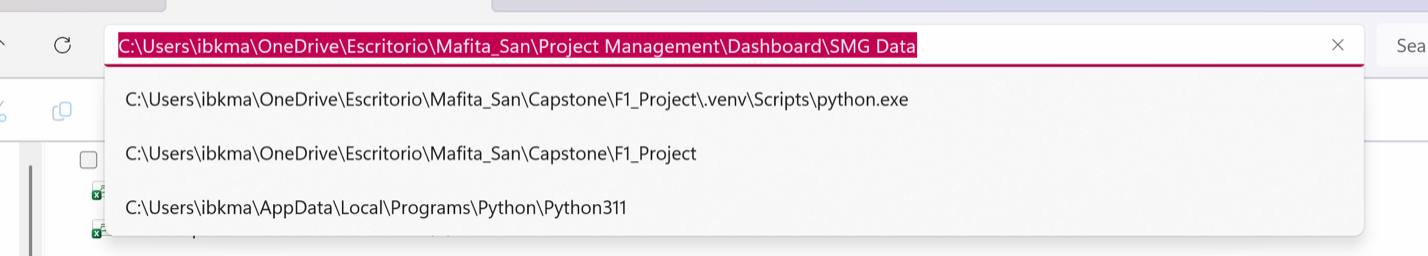 C:\Users\ibkma\OneDrive\Escritorio\Mafita_San\Project Management\Dashboard\SMG Data
Sea
C:\Users\ibkma\OneDrive\Escritorio\Mafita_San\Capstone\F1_Project\.venv\Scripts\python.exe
C:\Users\ibkma\OneDrive\Escritorio\Mafita_San\Capstone\F1_Project
C:\Users\ibkma\AppData\Local\Programs\Python\Python311